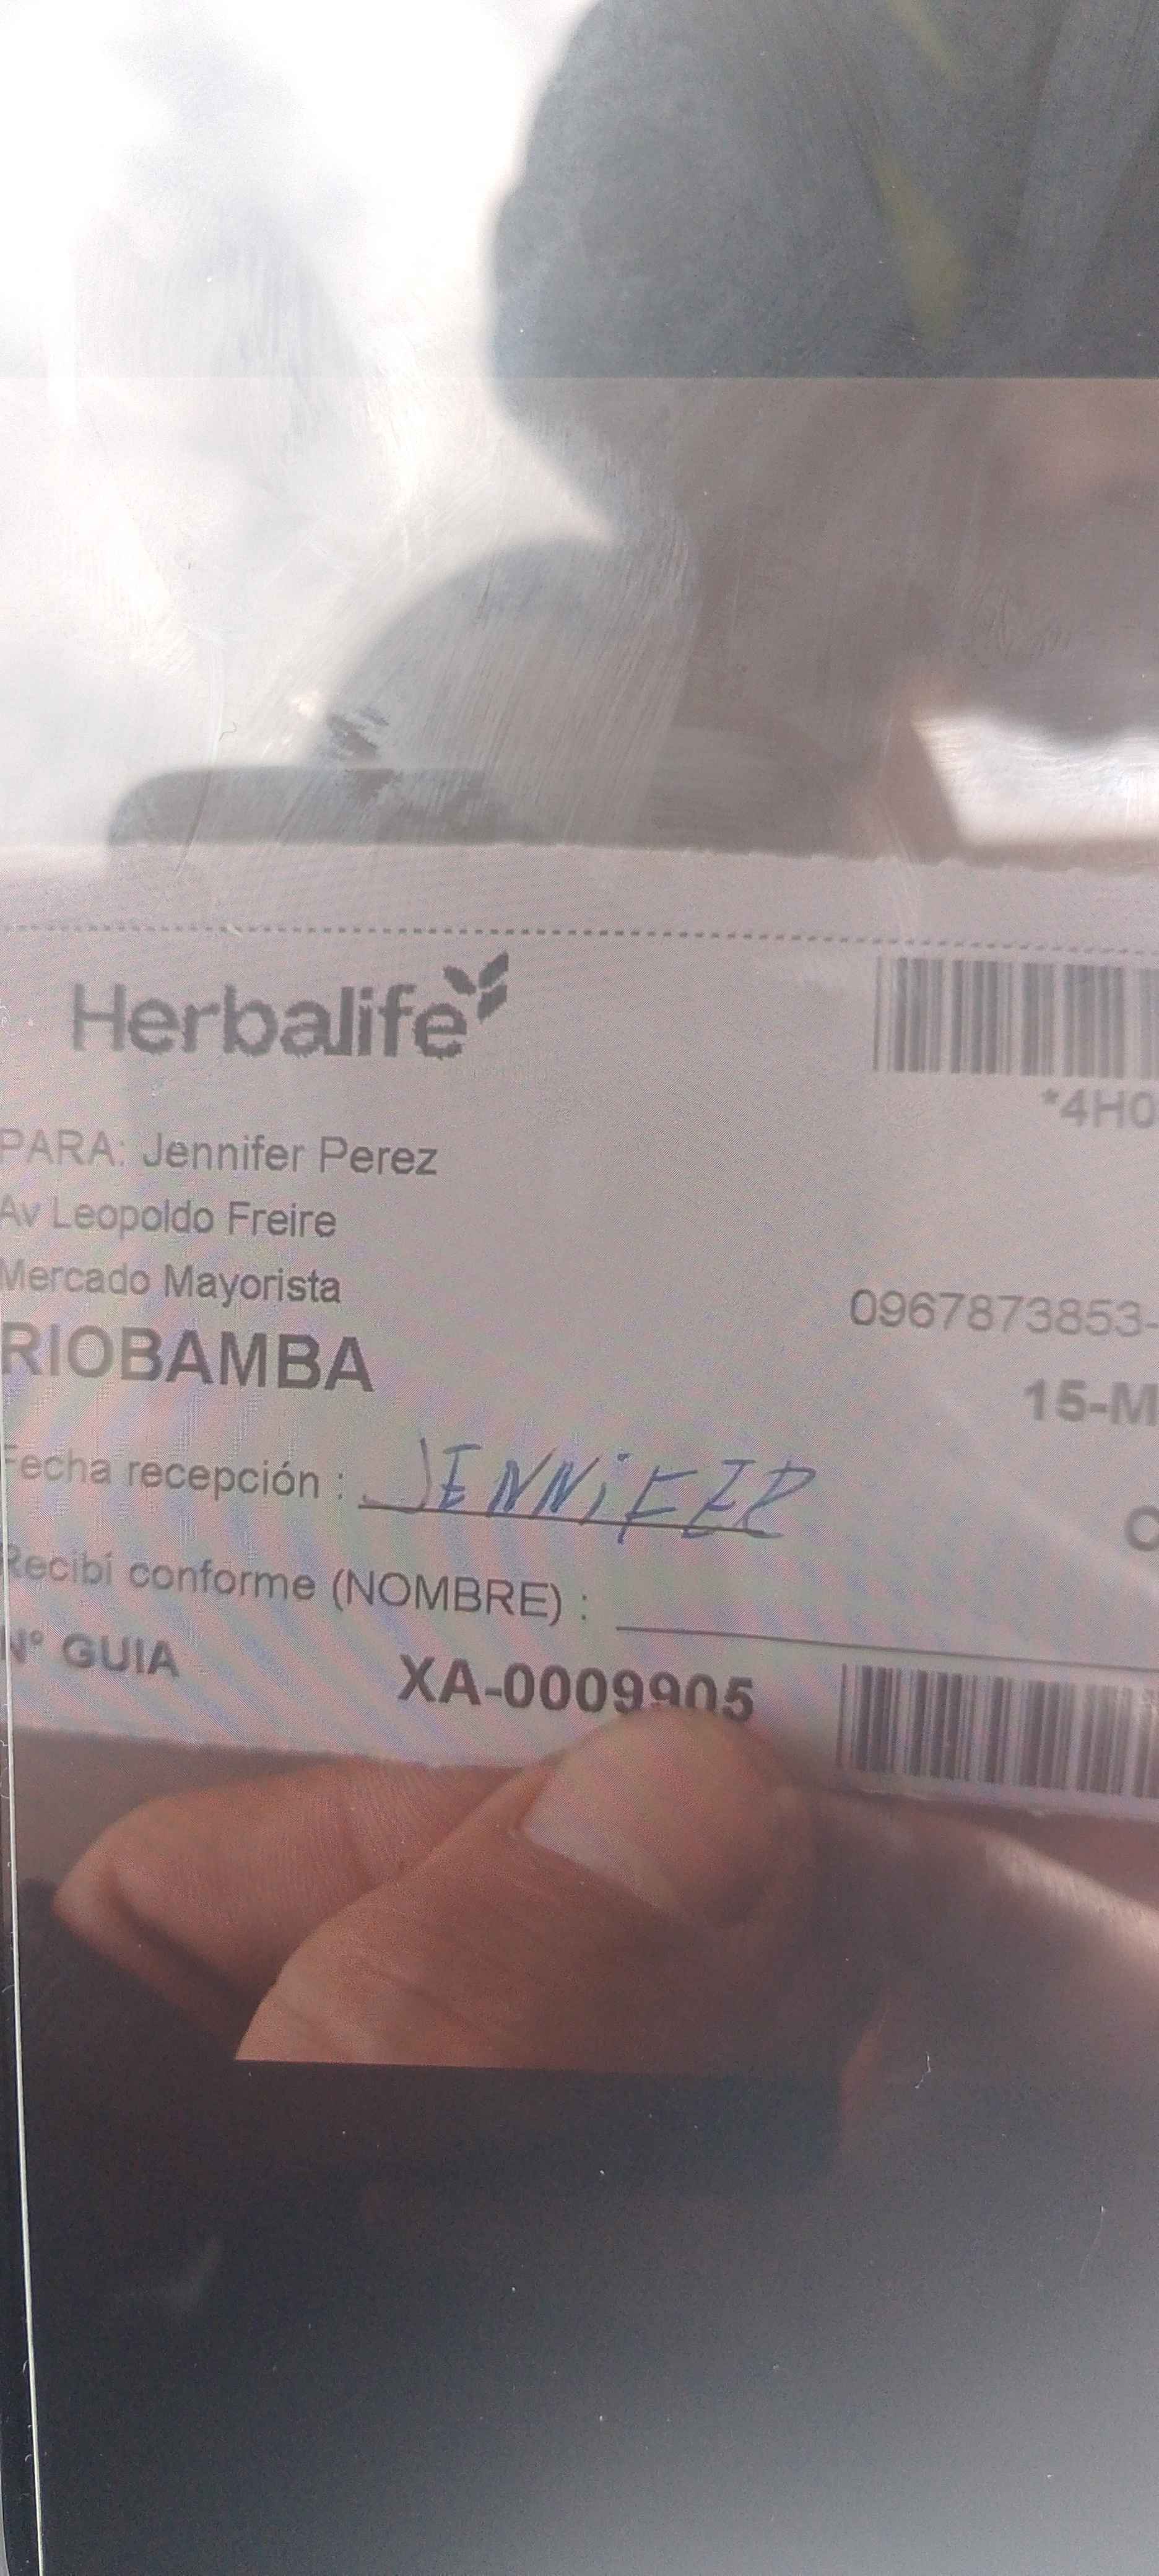 Herbalife
*4H0
PARA: Jennifer Perez
Av Leopoldo Freire
Mercado Mayorista
0967873853-
RIOBAMBA
15-M
Fecha recepción : JENNIFER
C
Recibí conforme (NOMBRE) :
N° GUIA XA-0009905